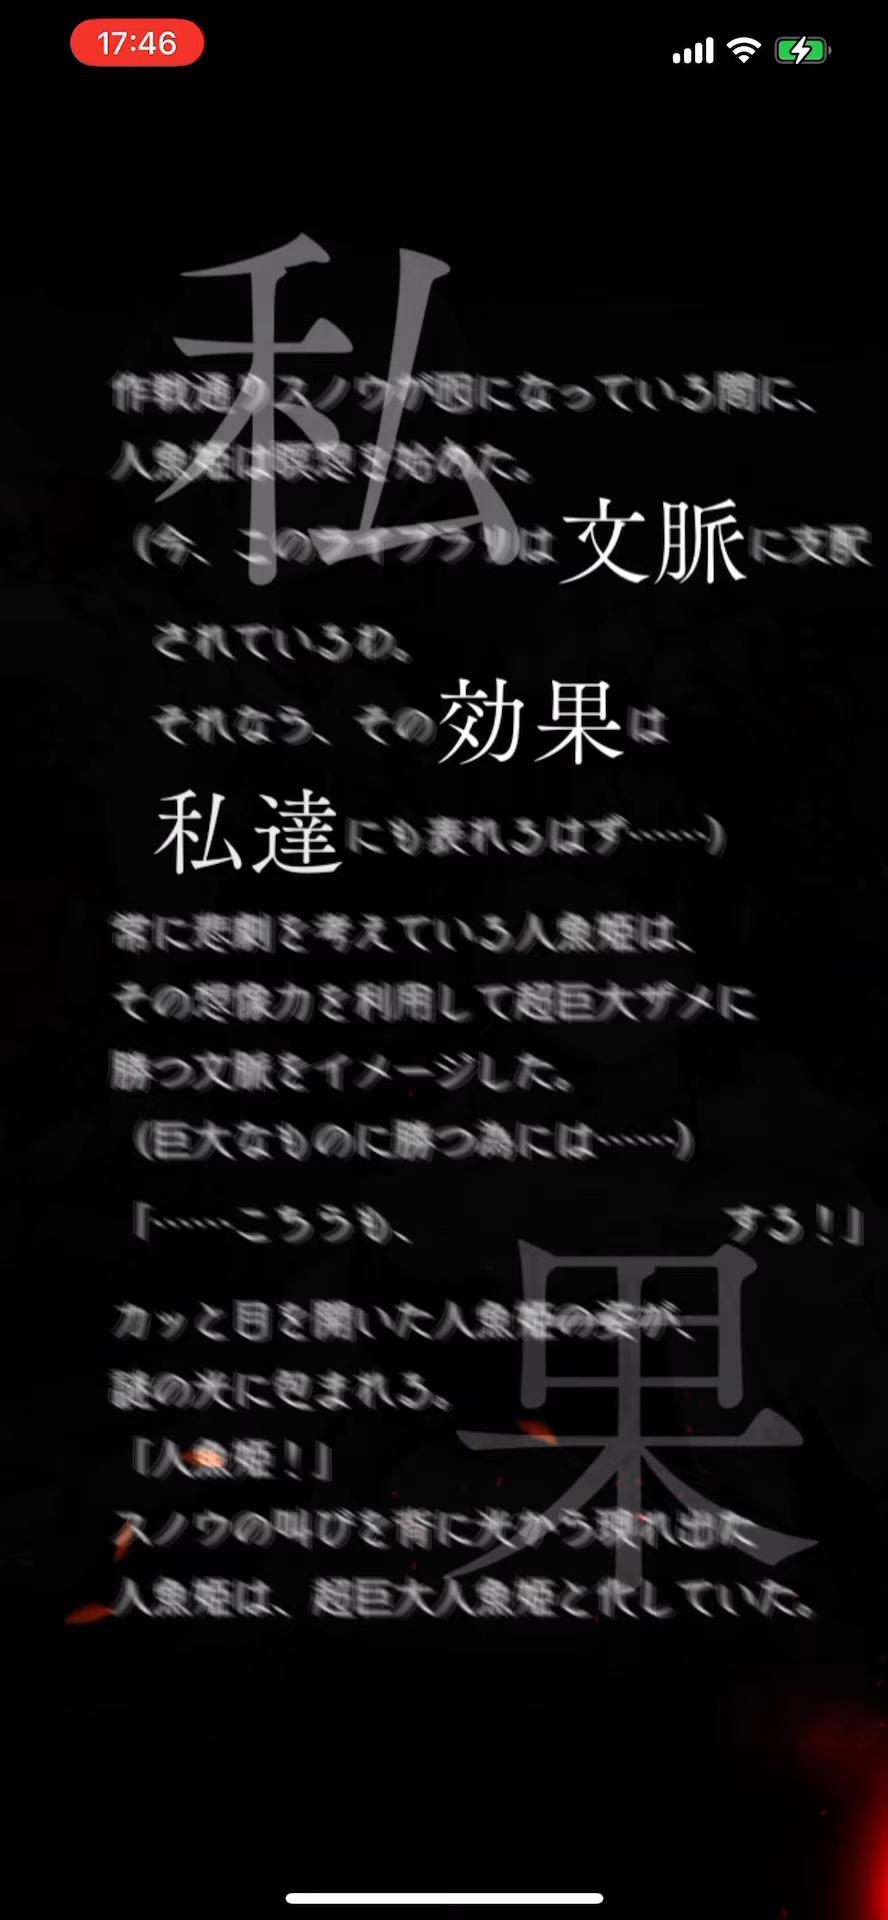 17:46
私
作戦通りスノウが囮になっている間に、
人魚姫は瞑想を始めた。
(今、このライブラリは文脈に支配
されているわ。
それなら、その効果は
私達にも表れるはず……)
常に悲劇を考えている人魚姫は、
その想像力を利用して超巨大ザメに
勝つ文脈をイメージした。
(巨大なものに勝つ為には……)
「……こちらも、 する！」
カッと目を開いた人魚姫の姿が、
謎の光に包まれる。
「人魚姫！」
スノウの叫びを背に光から現れ出た
人魚姫は、超巨大人魚姫と化していた。
果